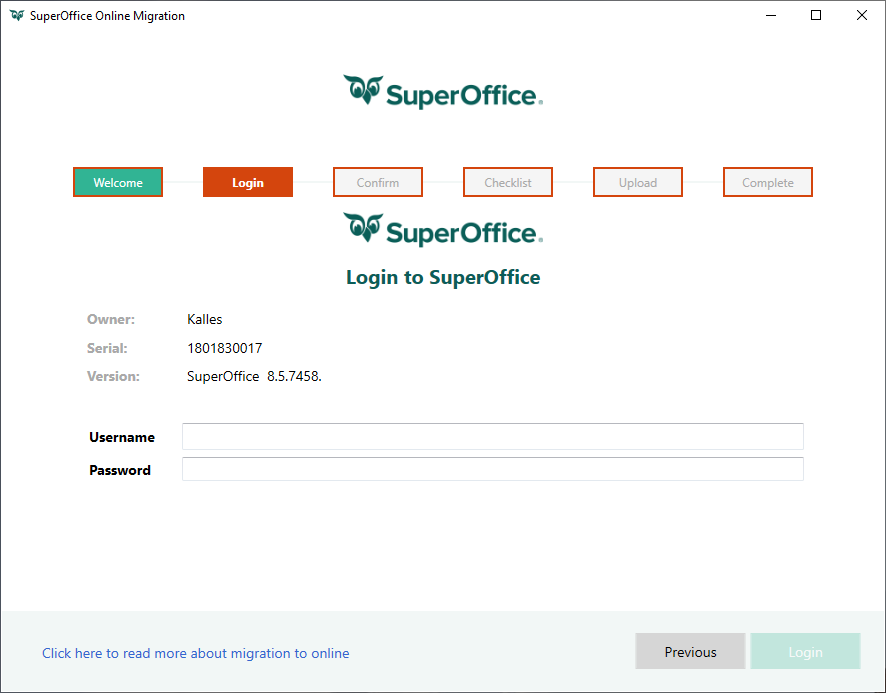 SuperOffice Online Migration
SuperOffice.
Welcome Login Confirm Checklist Upload Complete
SuperOffice.
Login to SuperOffice
Owner: Kalles
Serial: 1801830017
Version: SuperOffice 8.5.7458.
Username
Password
Click here to read more about migration to online Previous Login